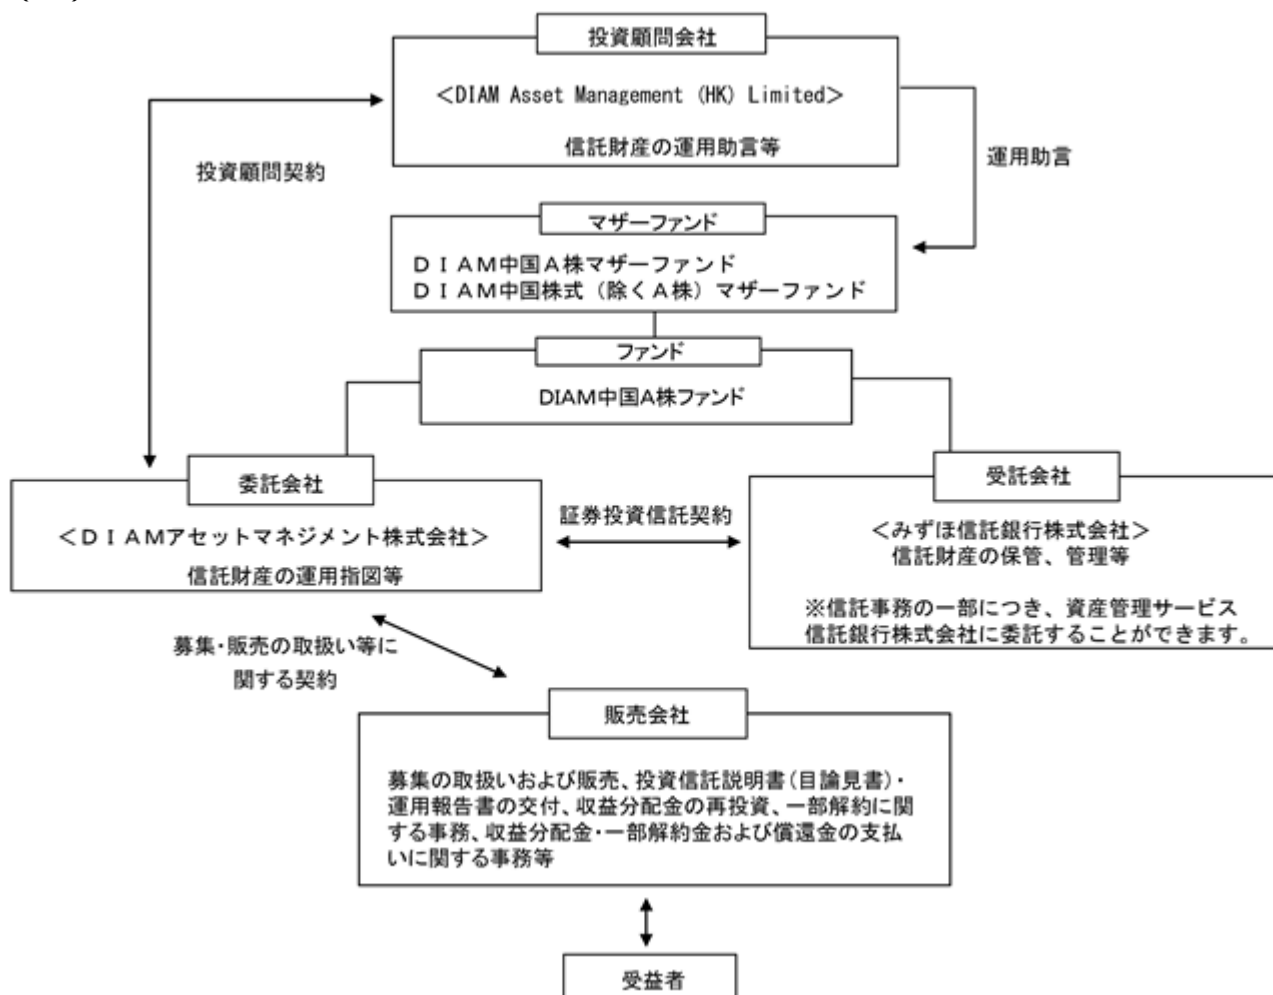 投資顧問会社
＜DIAM Asset Management (HK) Limited＞
信託財産の運用助言等
投資顧問契約
運用助言
マザーファンド
ＤＩＡＭ中国Ａ株マザーファンド
ＤＩＡＭ中国株式（除くＡ株）マザーファンド
ファンド
DIAM中国A株ファンド
委託会社
＜ＤＩＡＭアセットマネジメント株式会社＞
信託財産の運用指図等
証券投資信託契約
受託会社
＜みずほ信託銀行株式会社＞
信託財産の保管、管理等
※信託事務の一部につき、資産管理サービス
信託銀行株式会社に委託することができます。
募集・販売の取扱い等に
関する契約
販売会社
募集の取扱いおよび販売、投資信託説明書(目論見書)・
運用報告書の交付、収益分配金の再投資、一部解約に関
する事務、収益分配金・一部解約金および償還金の支払
いに関する事務等
受益者